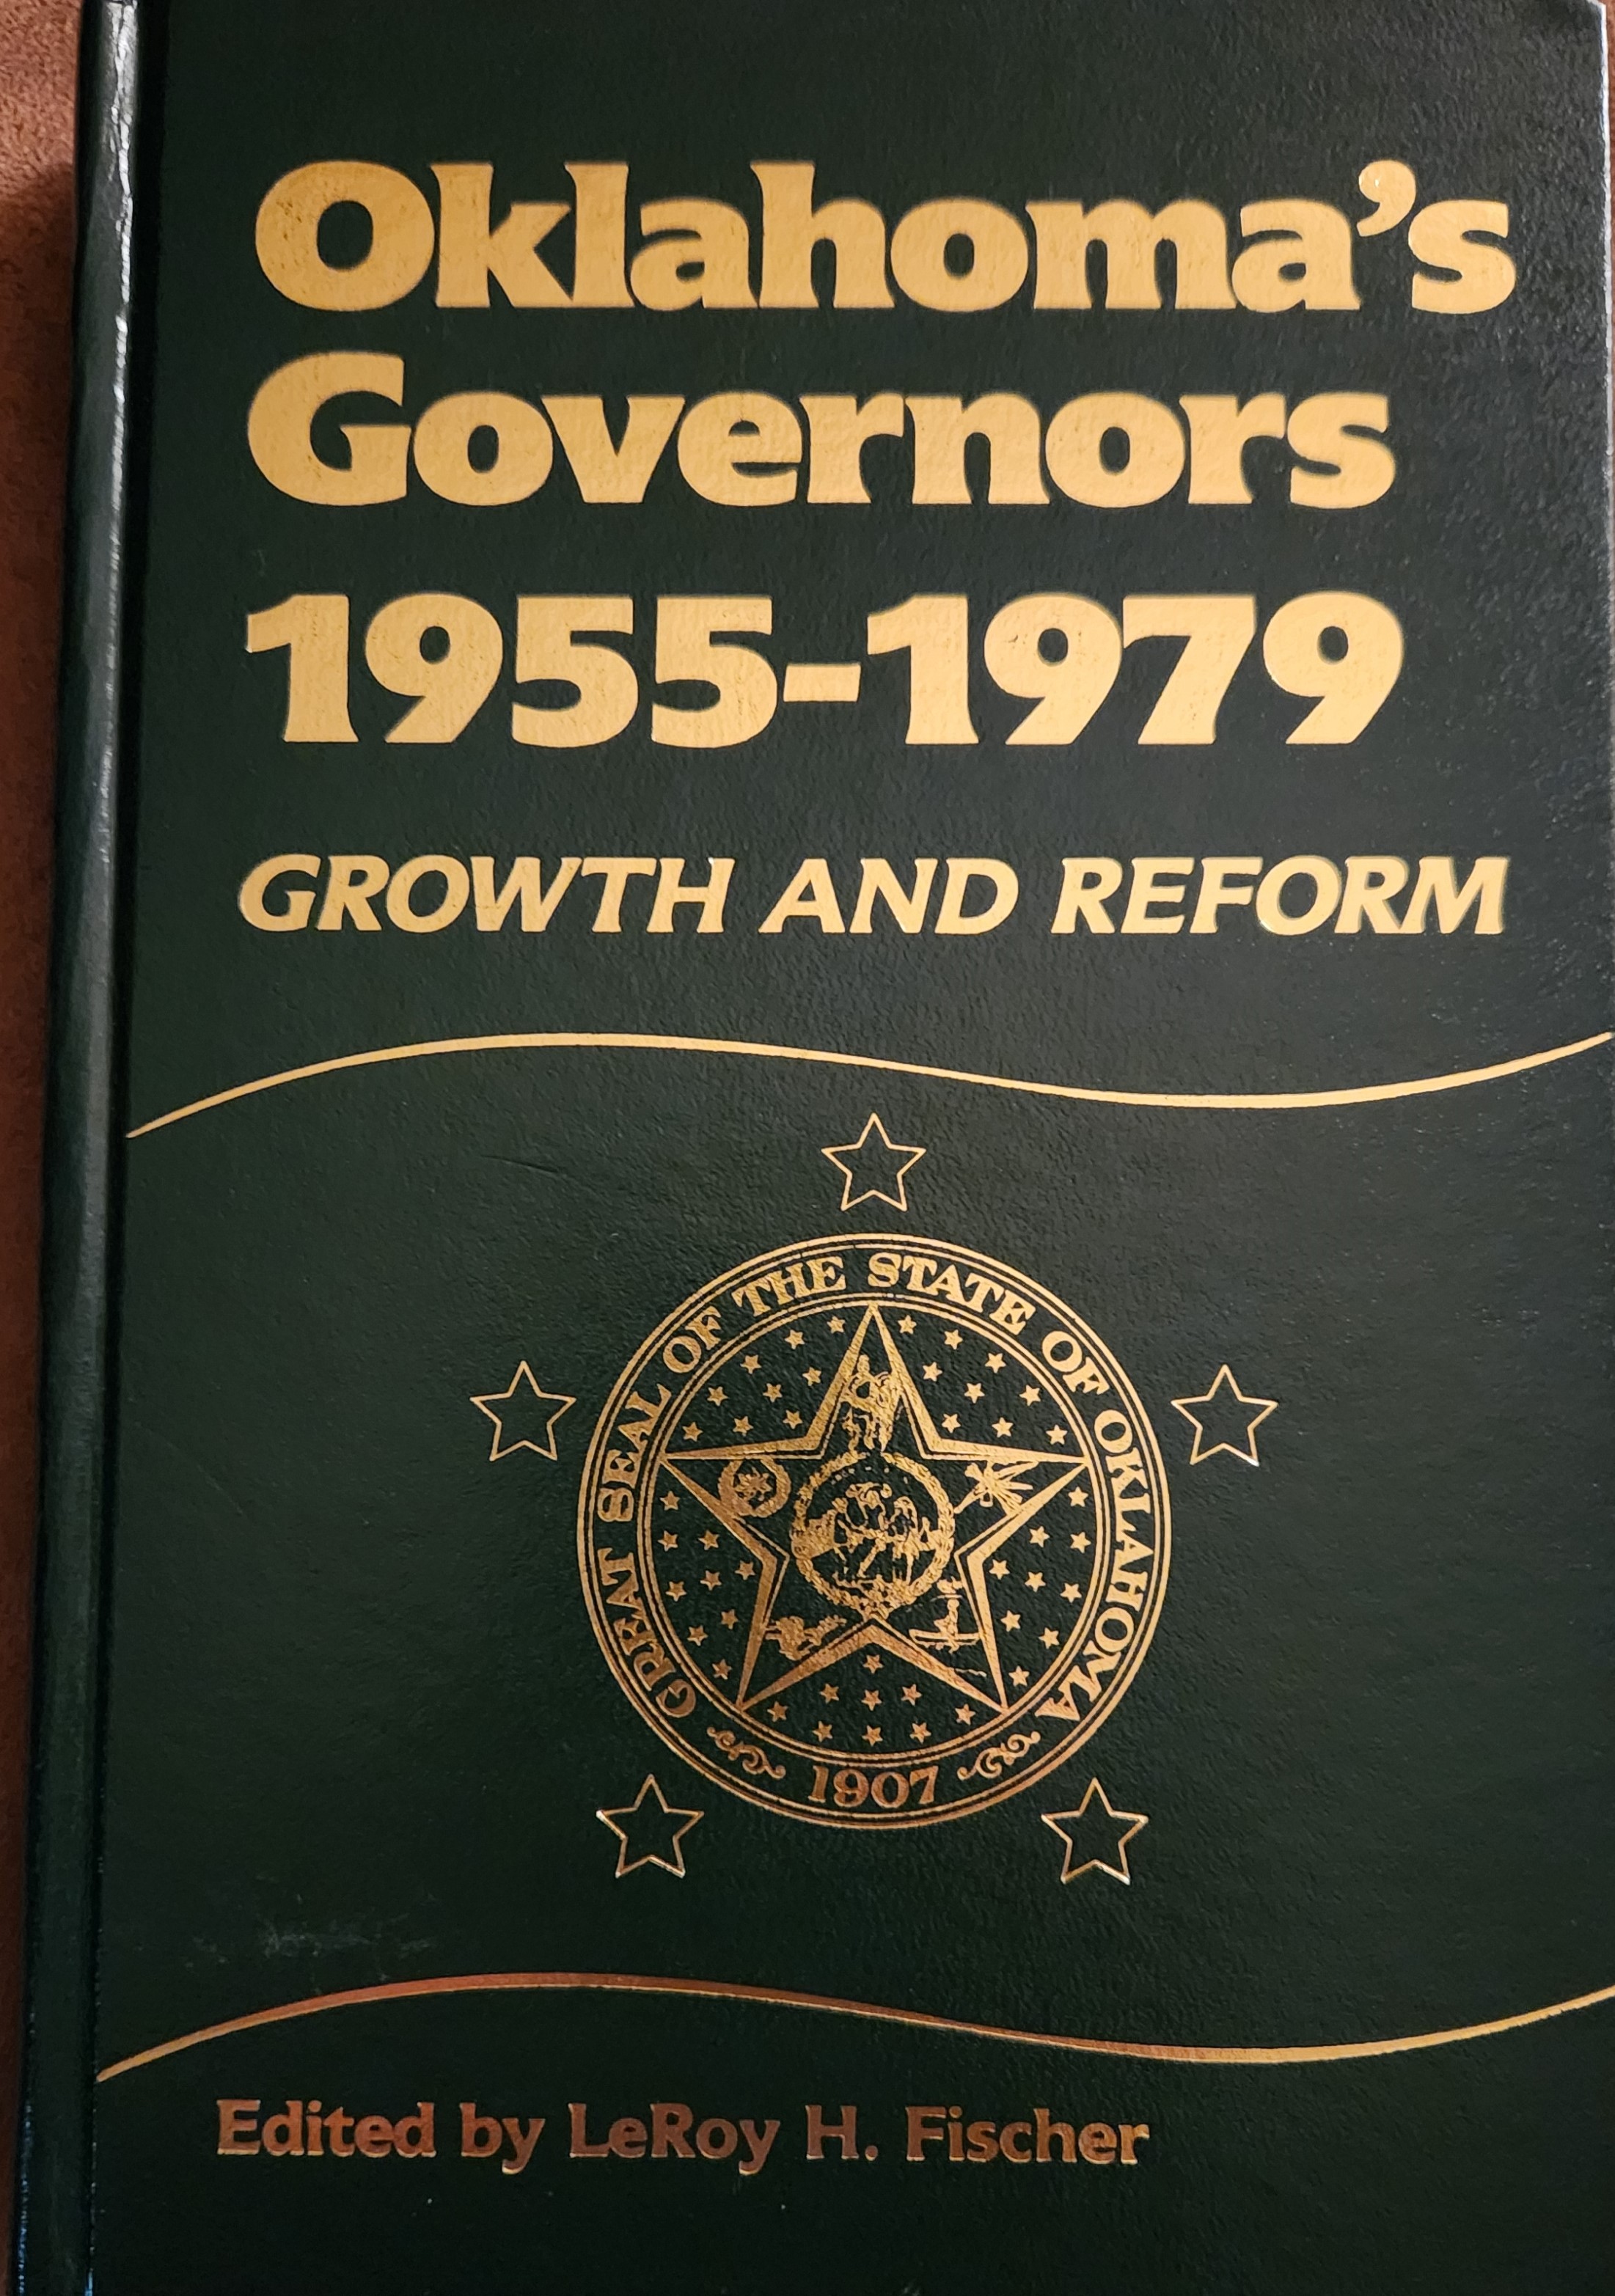 Oklahoma's
Governors
1955-1979
GROWTH AND REFORM
GREAT SEAL OF THE STATE OF OKLAHOMA
1907
Edited by LeRoy H. Fischer